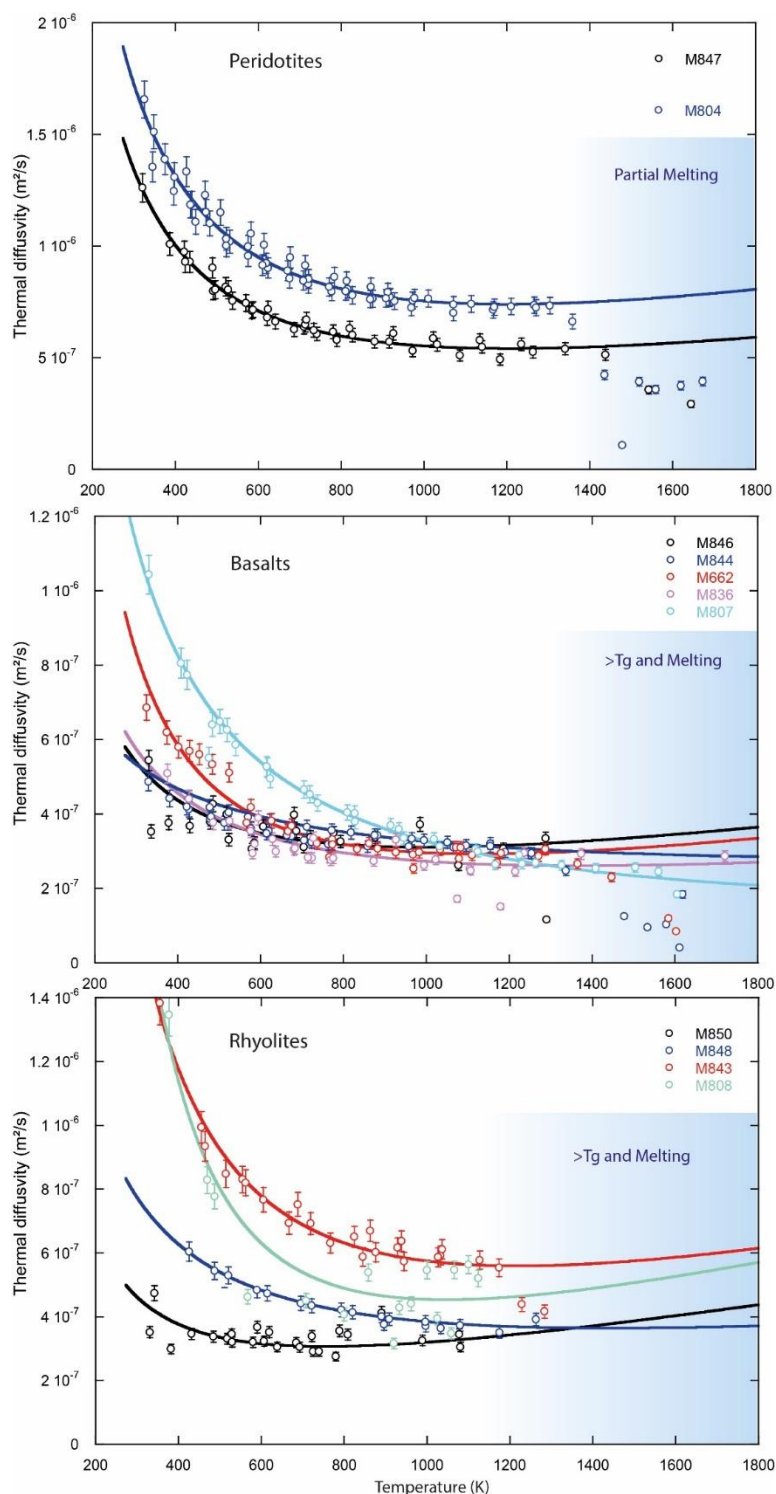 2 10-6
Peridotites
M847
M804
1.5 10-6
Partial Melting
1 10-6
5 10-7
0
Thermal diffusvity (m²/s)
200 400 600 800 1000 1200 1400 1600 1800
1.2 10-6
Basalts
M846
M844
M662
M836
M807
1 10-6
>Tg and Melting
8 10-7
6 10-7
4 10-7
2 10-7
0
Thermal diffusvity (m²/s)
200 400 600 800 1000 1200 1400 1600 1800
1.4 10-6
Rhyolites
M850
M848
M843
M808
1.2 10-6
1 10-6
>Tg and Melting
8 10-7
6 10-7
4 10-7
2 10-7
0
Thermal diffusvity (m²/s)
200 400 600 800 1000 1200 1400 1600 1800
Temperature (K)